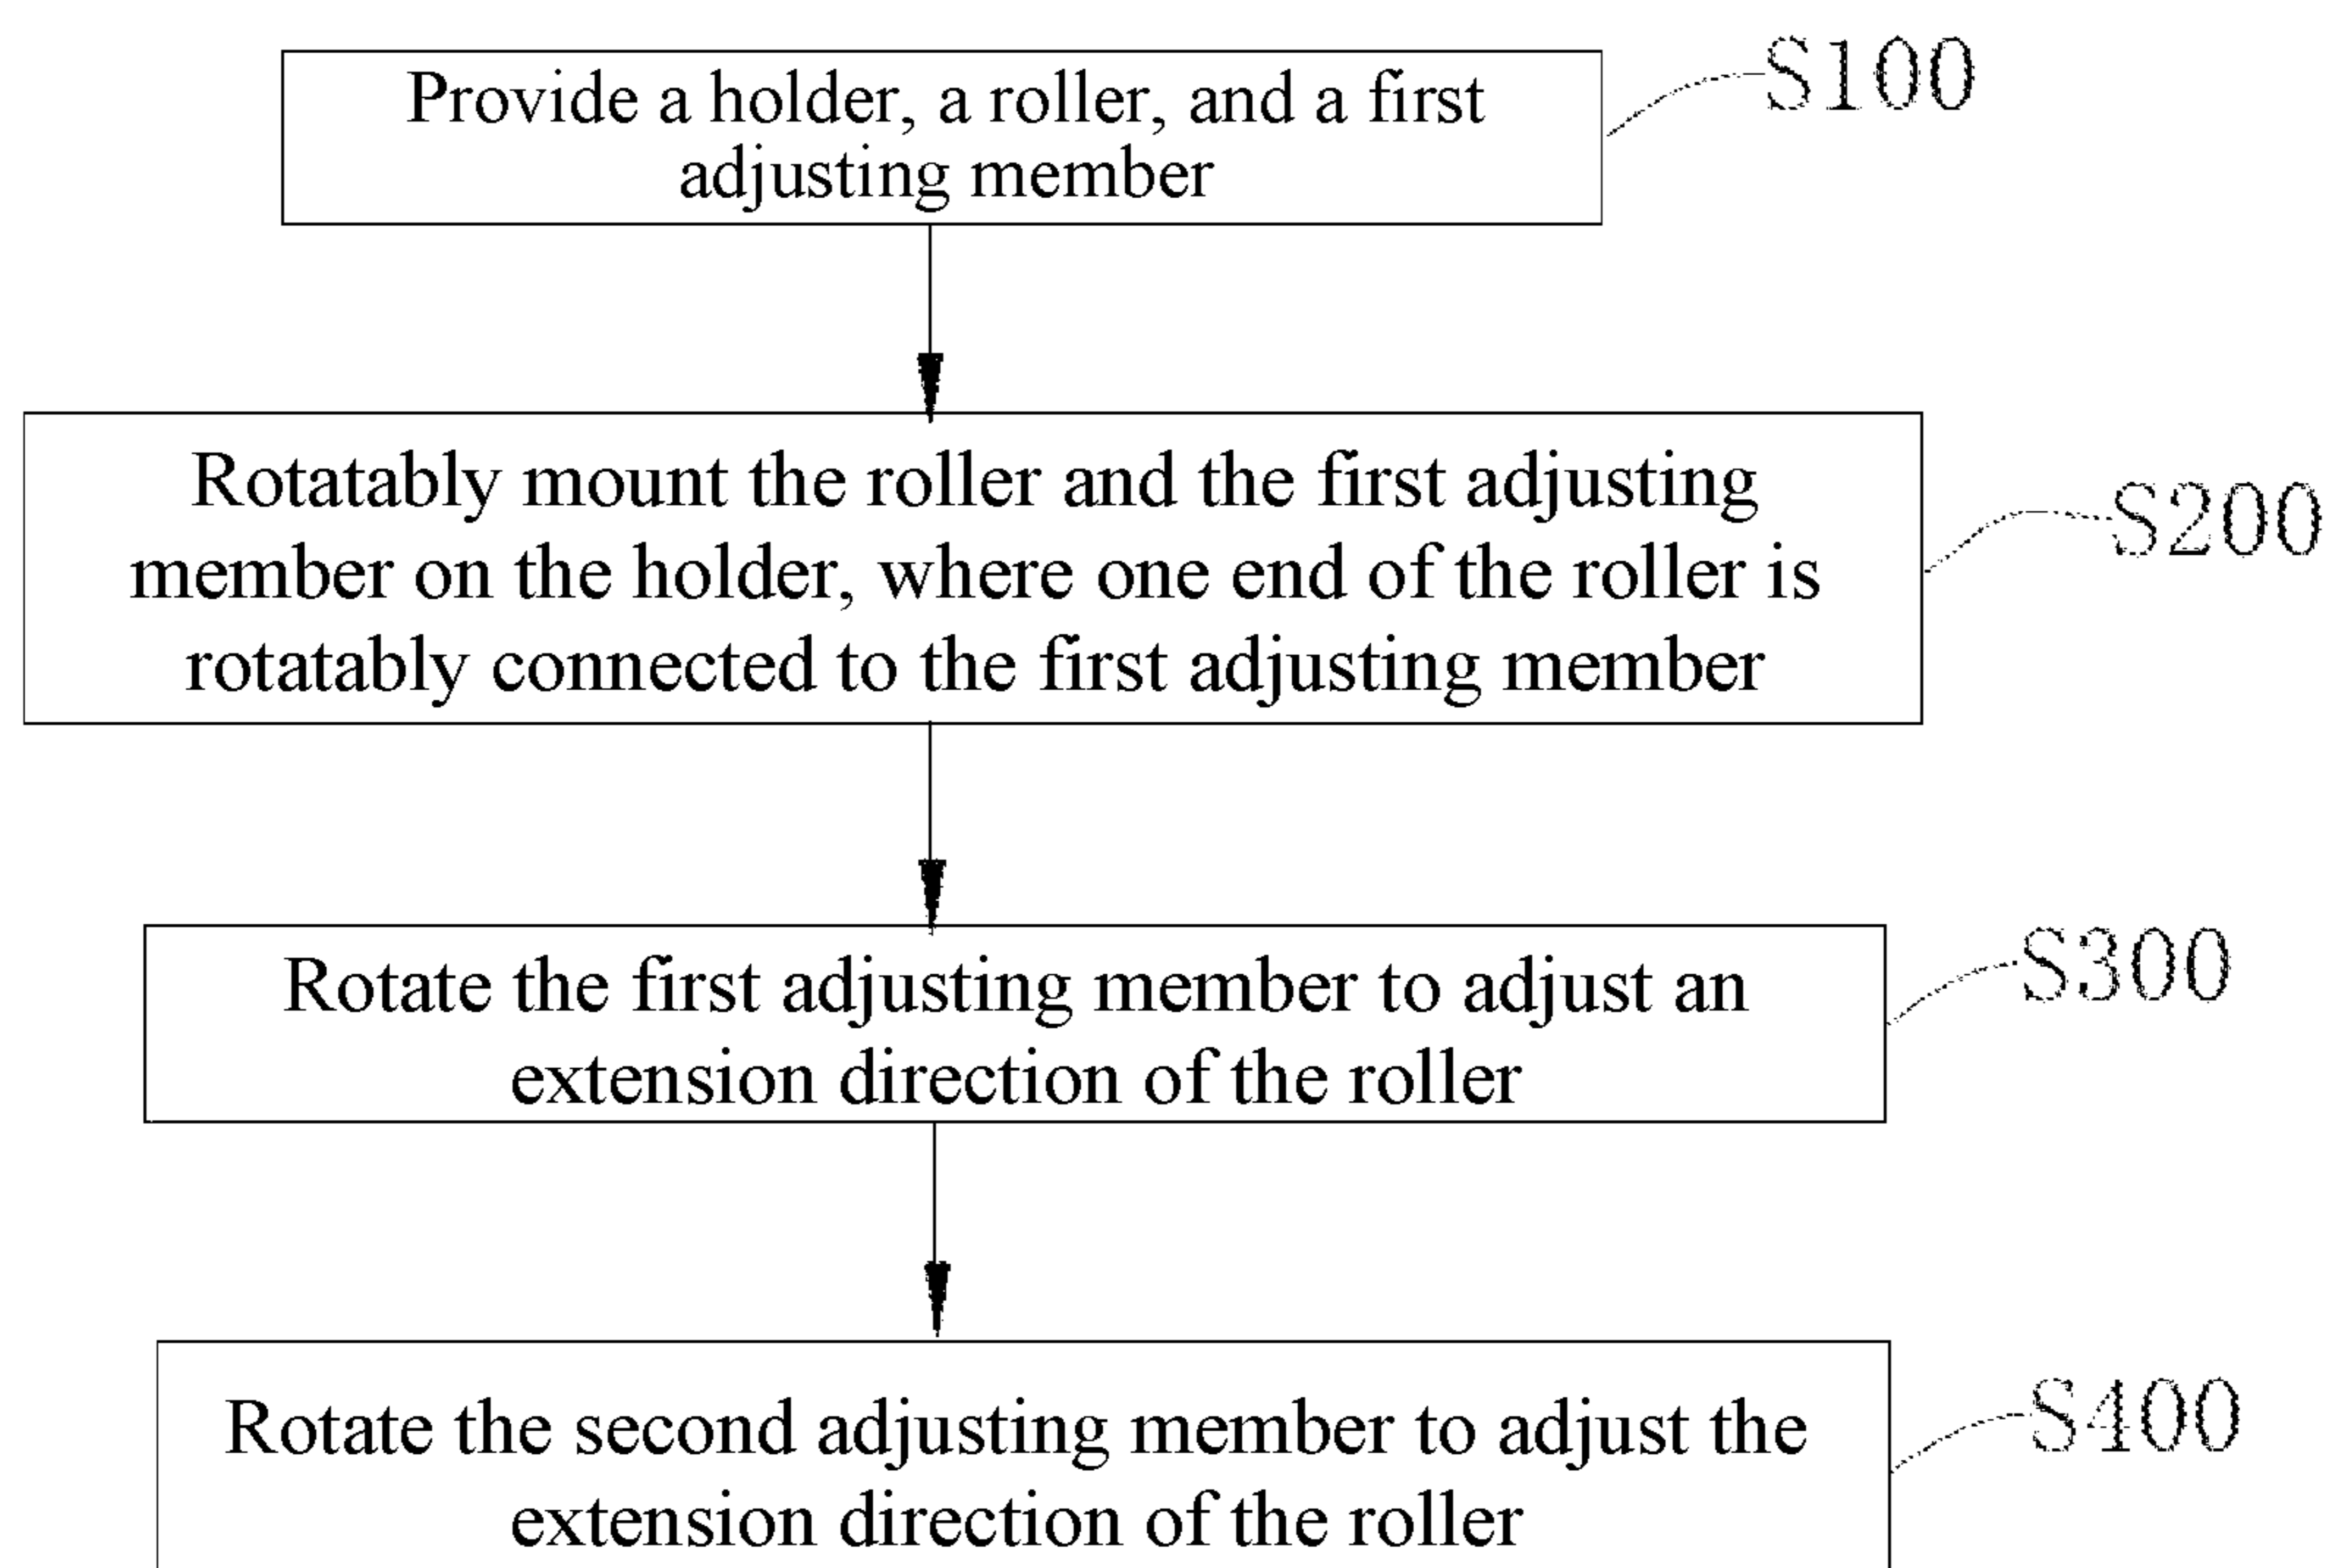 Provide a holder, a roller, and a first
adjusting member
S100
Rotatably mount the roller and the first adjusting
member on the holder, where one end of the roller is
rotatably connected to the first adjusting member
S200
Rotate the first adjusting member to adjust an
extension direction of the roller
S300
Rotate the second adjusting member to adjust the
extension direction of the roller
S400